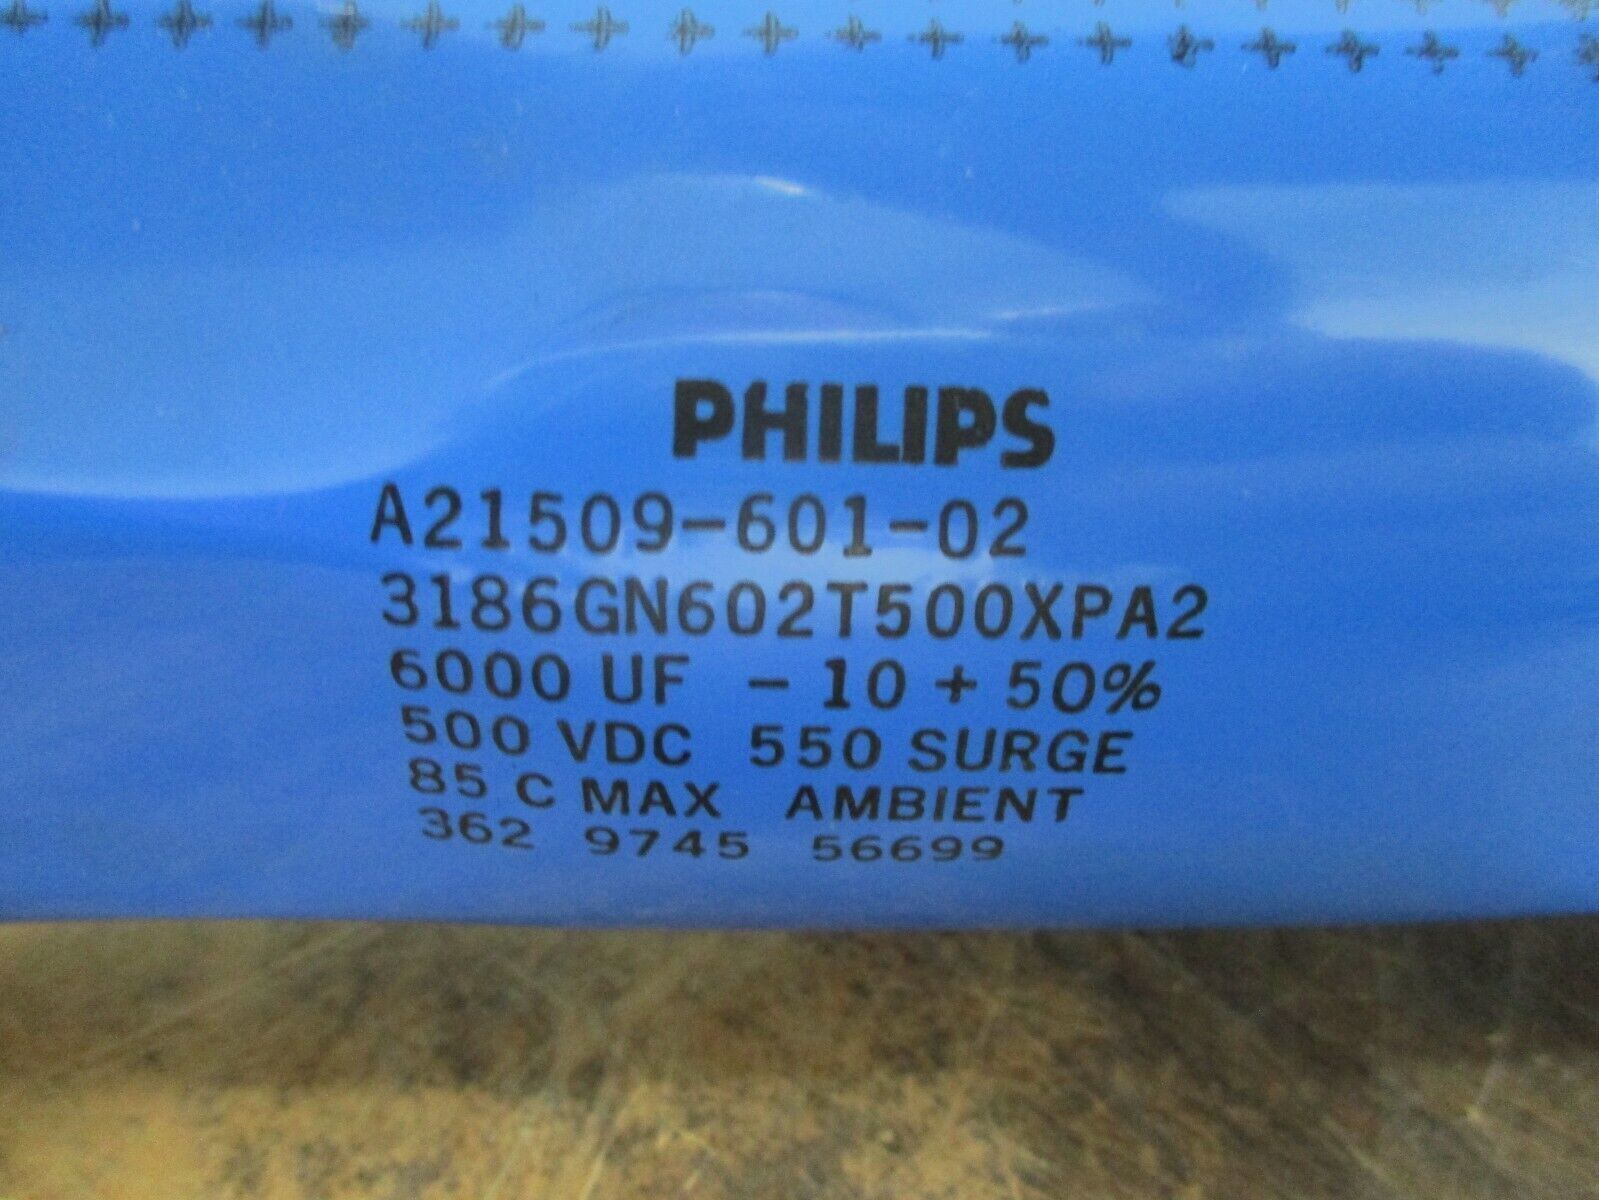 PHILIPS
A21509-601-02
3186GN602T500XPA2
6000 UF - 10 + 50%
500 VDC 550 SURGE
85 C MAX AMBIENT
362 9745 56699